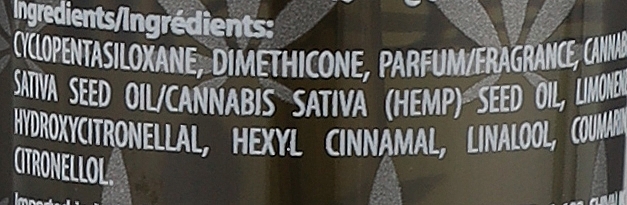 Ingredients/Ingrédients:
CYCLOPENTASILOXANE, DIMETHICONE, PARFUM/FRAGRANCE, CANNAB
SATIVA SEED OIL/CANNABIS SATIVA (HEMP) SEED OIL, LIMONENE
HYDROXYCITRONELLAL, HEXYL CINNAMAL, LINALOOL, COUMARIN
CITRONELLOL.